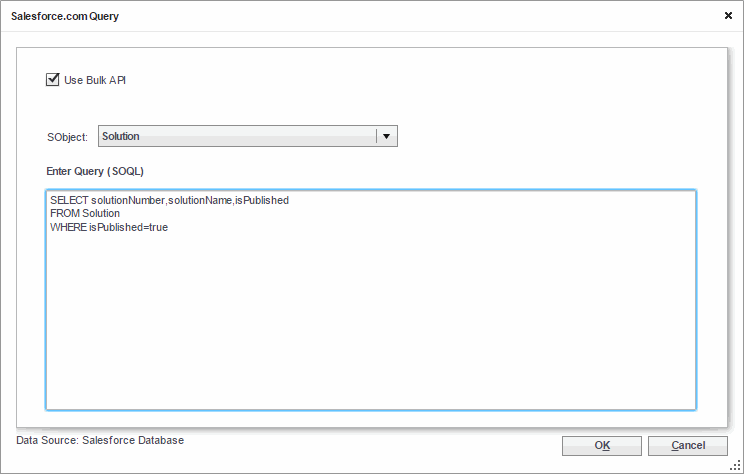 Salesforce.com Query
Use Bulk API
SObject: Solution
Enter Query (SOQL)
SELECT solutionNumber,solutionName,isPublished
FROM Solution
WHERE isPublished=true
Data Source: Salesforce Database
OK Cancel